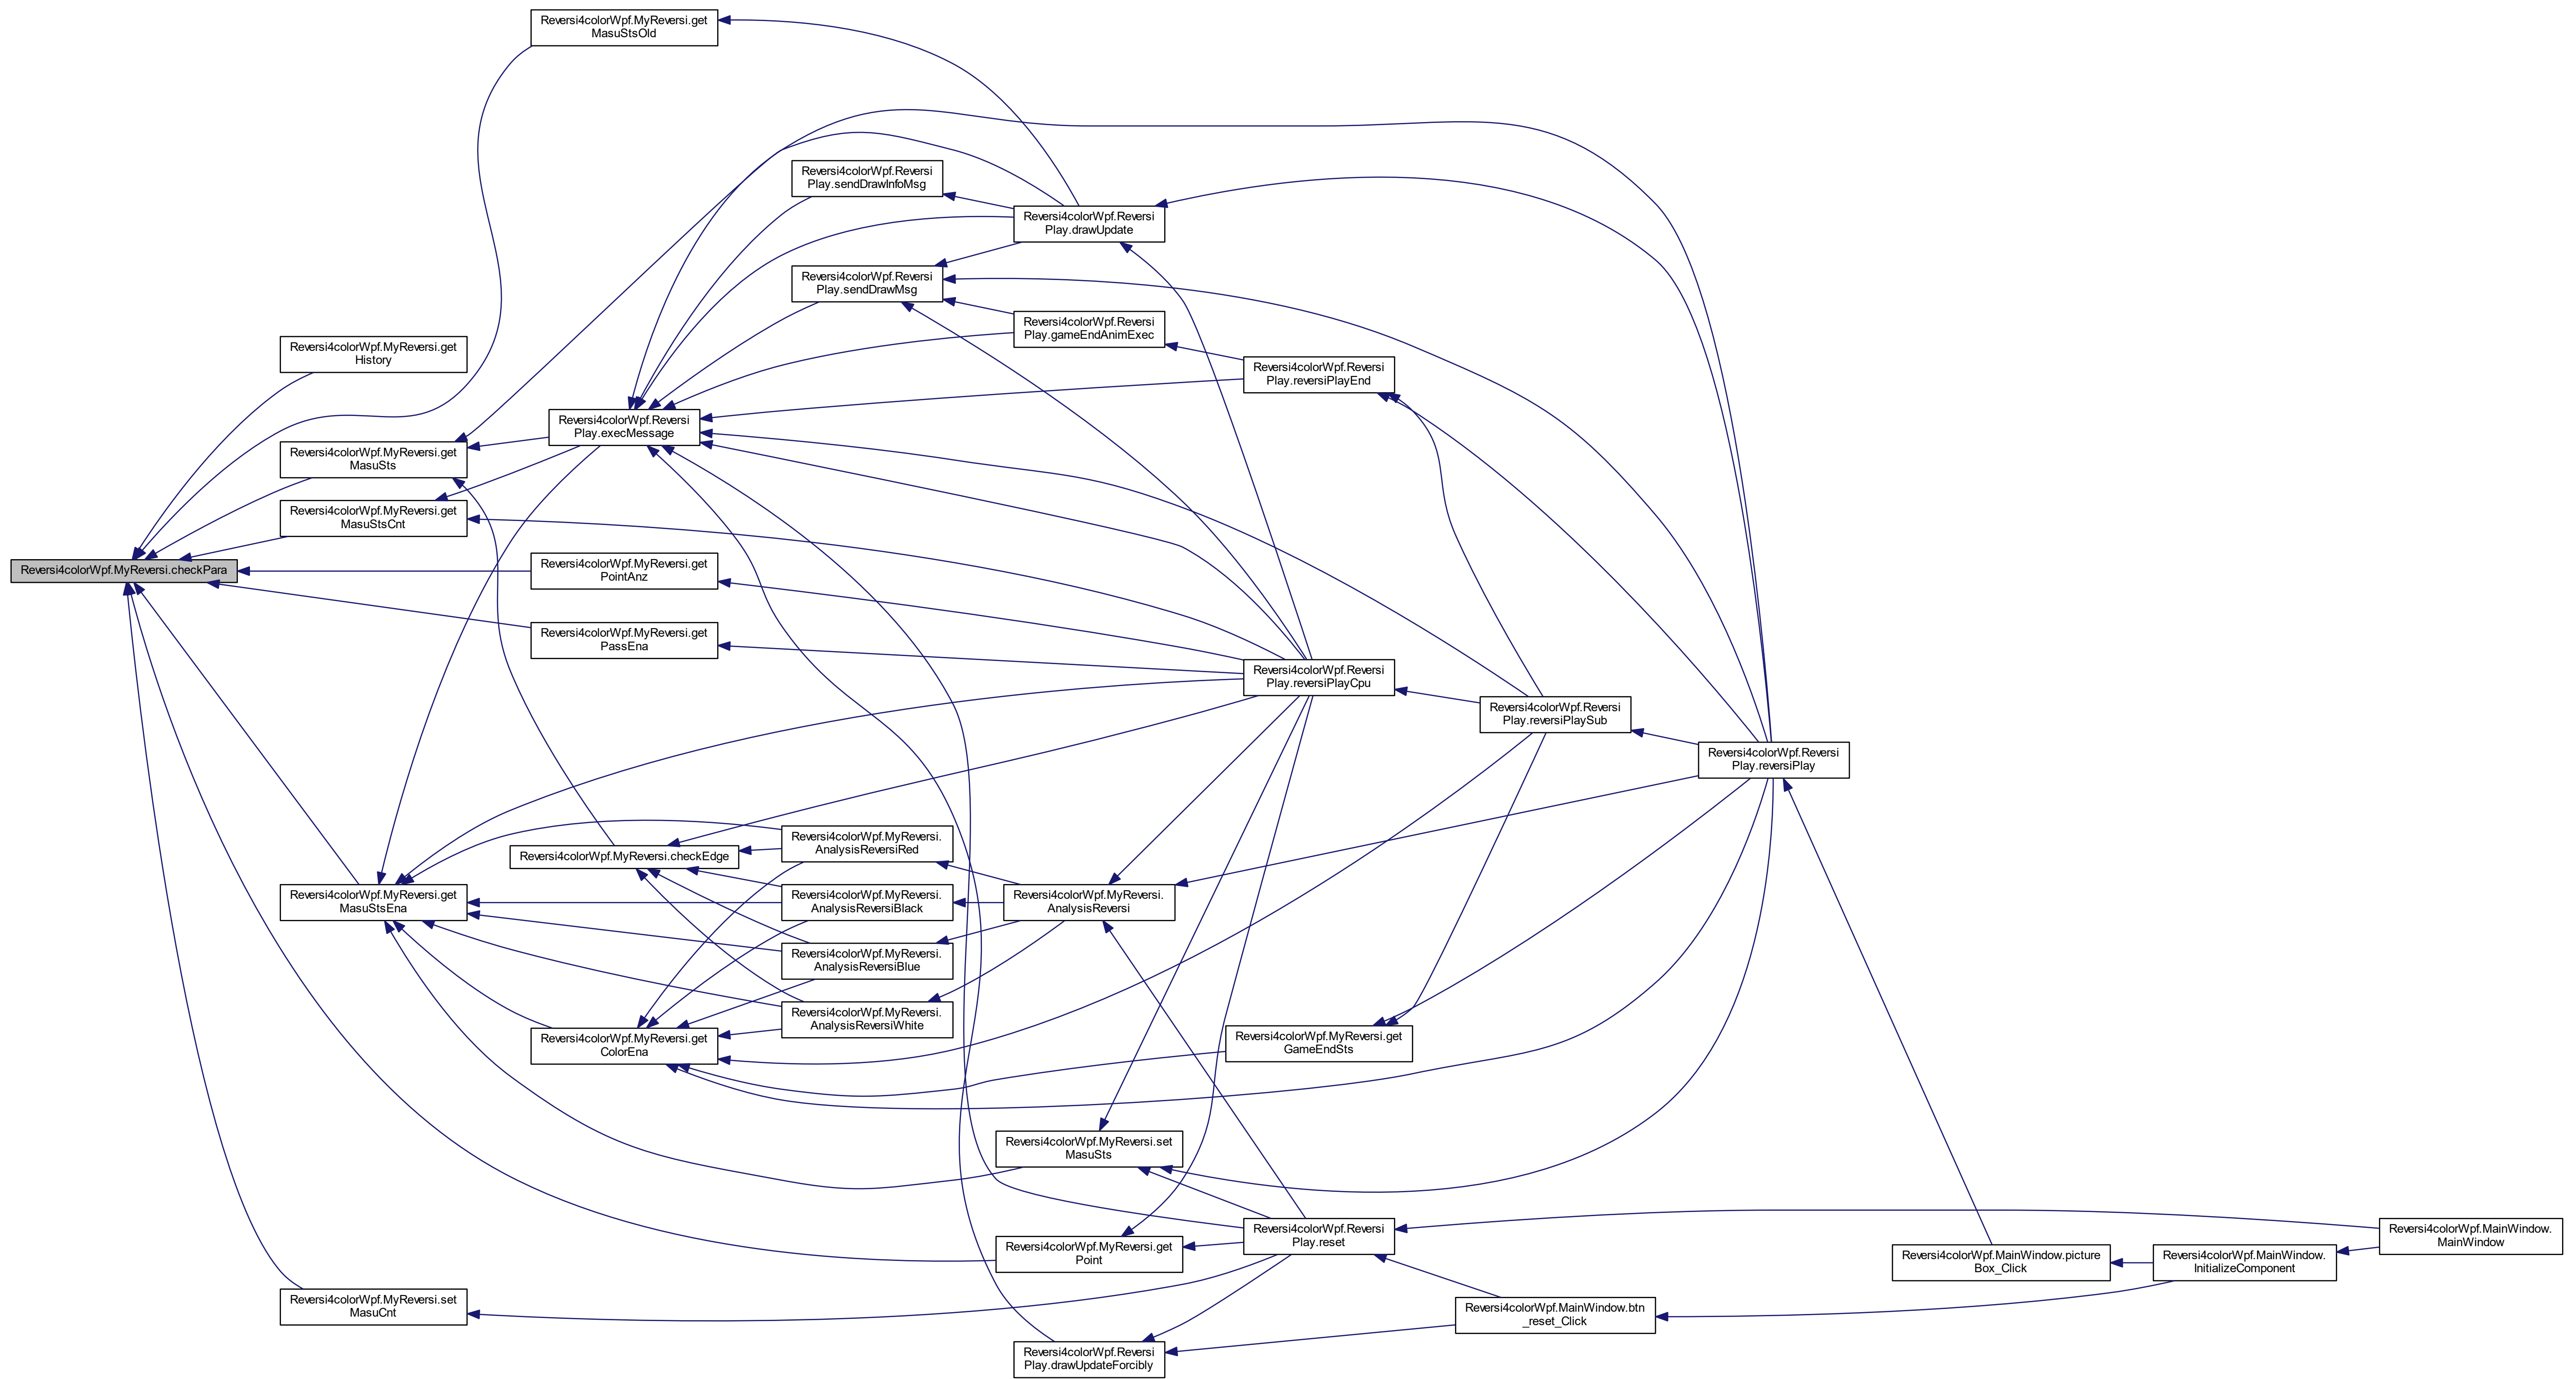 Reversi4colorWpf.MyReversi.get
MasuStsOld
Reversi4colorWpf.Reversi
Play.sendDrawInfoMsg
Reversi4colorWpf.Reversi
Play.drawUpdate
Reversi4colorWpf.Reversi
Play.sendDrawMsg
Reversi4colorWpf.Reversi
Play.gameEndAnimExec
Reversi4colorWpf.MyReversi.get
History
Reversi4colorWpf.Reversi
Play.reversiPlayEnd
Reversi4colorWpf.Reversi
Play.execMessage
Reversi4colorWpf.MyReversi.get
MasuSts
Reversi4colorWpf.MyReversi.get
MasuStsCnt
Reversi4colorWpf.MyReversi.checkPara
Reversi4colorWpf.MyReversi.get
PointAnz
Reversi4colorWpf.MyReversi.get
PassEna
Reversi4colorWpf.Reversi
Play.reversiPlayCpu
Reversi4colorWpf.Reversi
Play.reversiPlaySub
Reversi4colorWpf.Reversi
Play.reversiPlay
Reversi4colorWpf.MyReversi.
AnalysisReversiRed
Reversi4colorWpf.MyReversi.checkEdge
Reversi4colorWpf.MyReversi.get
MasuStsEna
Reversi4colorWpf.MyReversi.
AnalysisReversiBlack
Reversi4colorWpf.MyReversi.
AnalysisReversi
Reversi4colorWpf.MyReversi.
AnalysisReversiBlue
Reversi4colorWpf.MyReversi.
AnalysisReversiWhite
Reversi4colorWpf.MyReversi.get
ColorEna
Reversi4colorWpf.MyReversi.get
GameEndSts
Reversi4colorWpf.MyReversi.set
MasuSts
Reversi4colorWpf.Reversi
Play.reset
Reversi4colorWpf.MainWindow.
MainWindow
Reversi4colorWpf.MyReversi.get
Point
Reversi4colorWpf.MainWindow.picture
Box_Click
Reversi4colorWpf.MainWindow.
InitializeComponent
Reversi4colorWpf.MyReversi.set
MasuCnt
Reversi4colorWpf.MainWindow.btn
_reset_Click
Reversi4colorWpf.Reversi
Play.drawUpdateForcibly